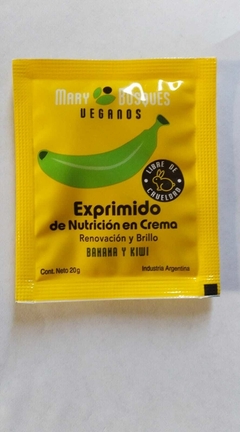 MARY BOSQUES
VEGANOS
LIBRE DE CRUELDAD
Exprimido
de Nutrición en Crema
Renovación y Brillo
BANANA Y KIWI
Cont. Neto 20g
Industria Argentina